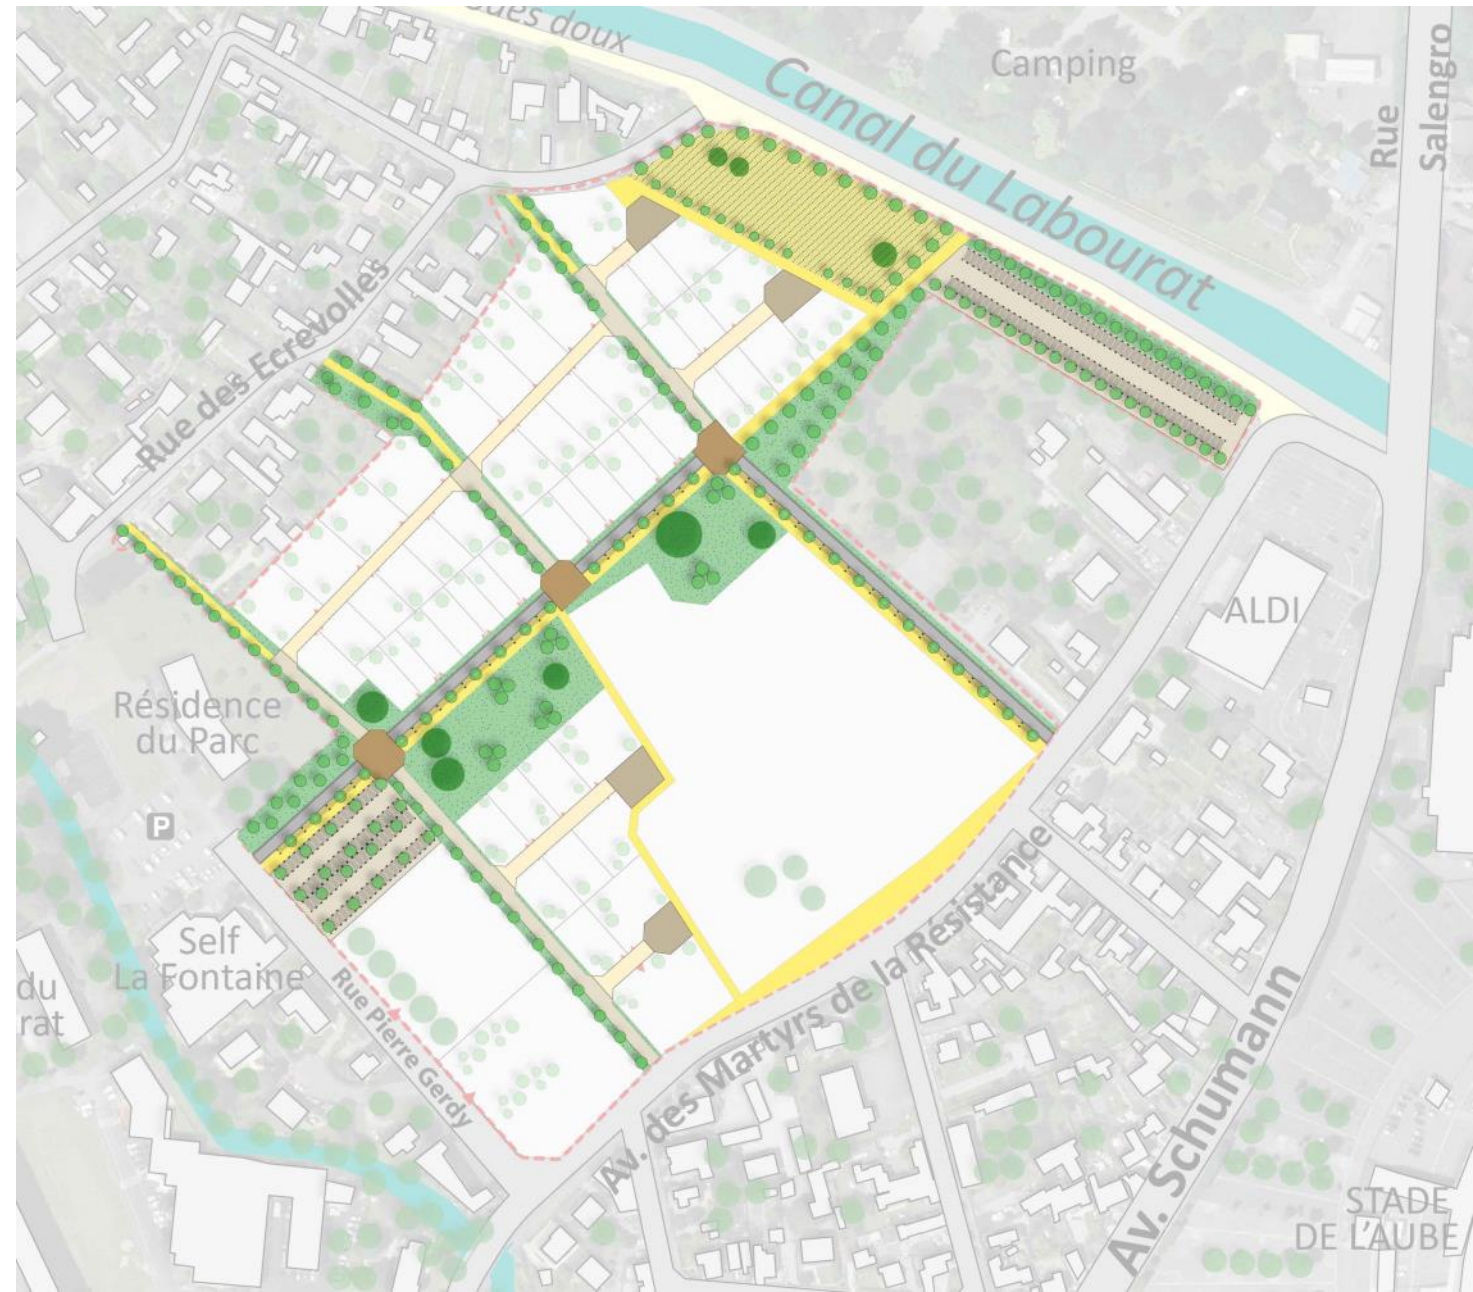 doux
Camping
Canal du Labourat
Rue
Salengro
Rue des Ecrevolles
ALDI
Résidence
du Parc
P
Self
La Fontaine
du
rat
Rue Pierre Gerdy
Av. des Martyrs de la Résistance
Av. Schumann
STADE
DE L'AUBE